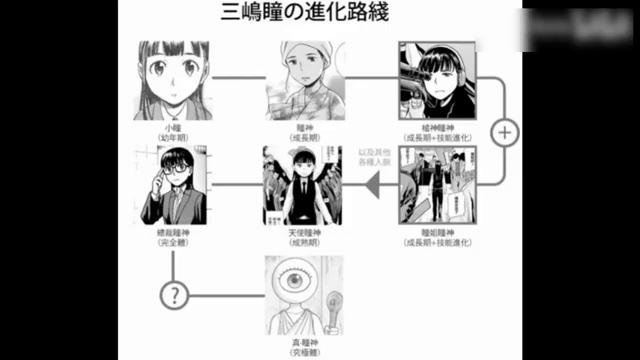 三嶋瞳の進化路綫
小瞳
(幼年期)
瞳神
(成長期)
槍神瞳神
(成長期+技能進化)
+
以及其他
各種人脈
總裁瞳神
(完全體)
天使瞳神
(成熟期)
瞳姐瞳神
(成長期+技能進化)
?
真·瞳神
(究極體)